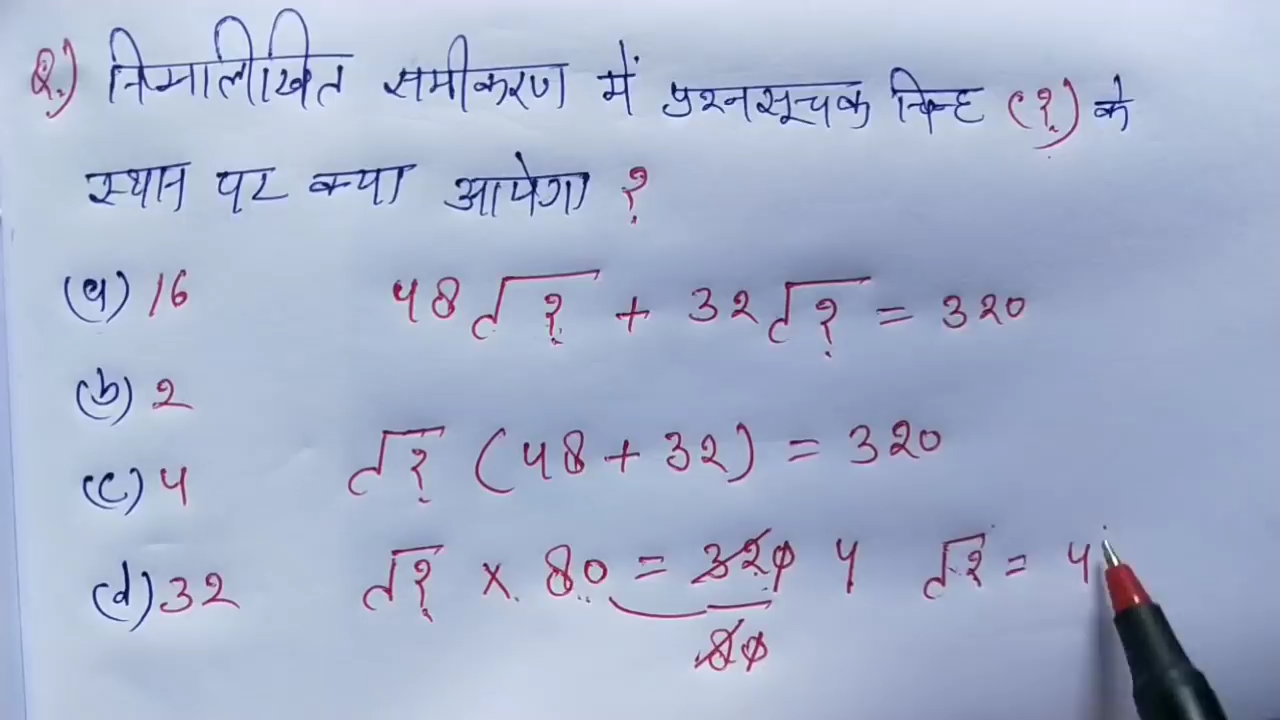 Q.) निम्नलिखित समीकरण में प्रश्नसूचक चिन्ह (?) के
स्थान पर क्या आयेगा ?
(a) 16
48√? + 32√? = 320
(b) 2
(c) 4
√? (48 + 32) = 320
(d) 32
√? × 80 = 320/80 4 √? = 4